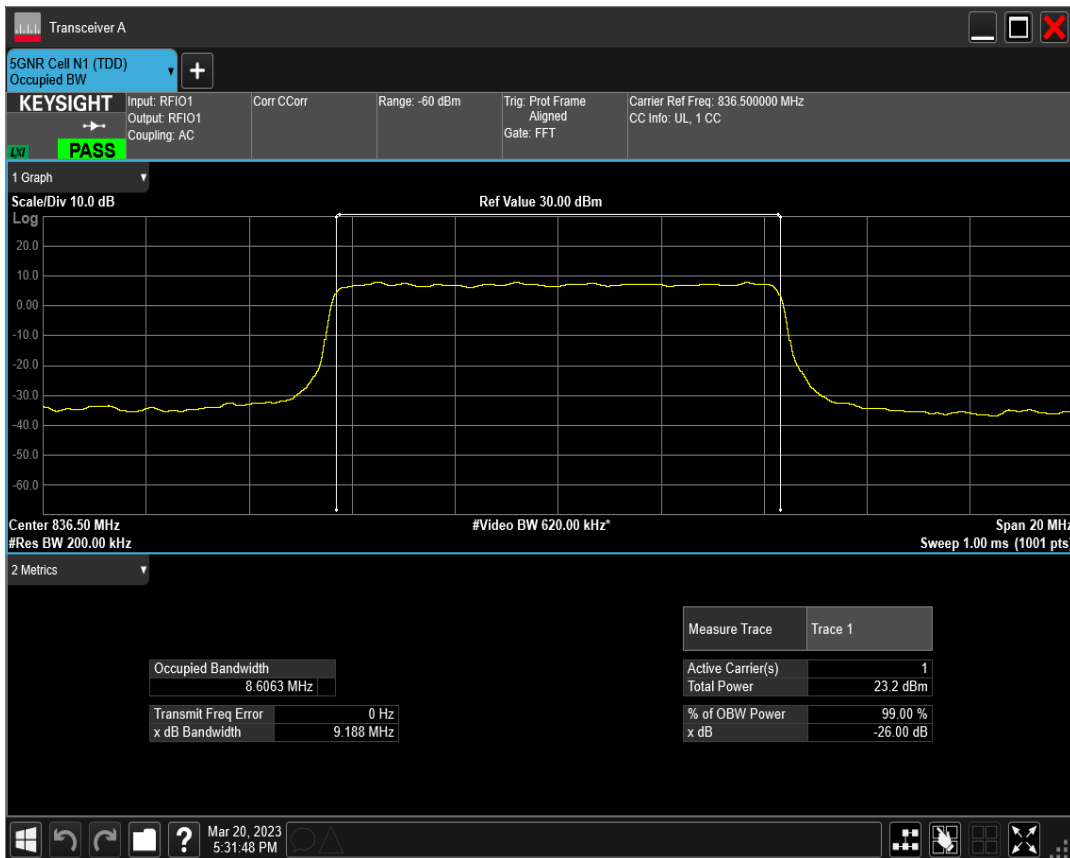 Transceiver A
5GNR Cell N1 (TDD)
Occupied BW
KEYSIGHT
LXI
PASS
Input: RFIO1
Output: RFIO1
Coupling: AC
Corr CCorr
Range: -60 dBm
Trig: Prot Frame
Aligned
Gate: FFT
Carrier Ref Freq: 836.500000 MHz
CC Info: UL, 1 CC
1 Graph
Scale/Div 10.0 dB
Ref Value 30.00 dBm
Log
20.0
10.0
0.00
-10.0
-20.0
-30.0
-40.0
-50.0
-60.0
Center 836.50 MHz
#Video BW 620.00 kHz*
Span 20 MHz
#Res BW 200.00 kHz
Sweep 1.00 ms (1001 pts)
2 Metrics
Measure Trace Trace 1
Occupied Bandwidth
8.6063 MHz
Active Carrier(s) 1
Total Power 23.2 dBm
Transmit Freq Error 0 Hz
x dB Bandwidth 9.188 MHz
% of OBW Power 99.00 %
x dB -26.00 dB
?
Mar 20, 2023
5:31:48 PM